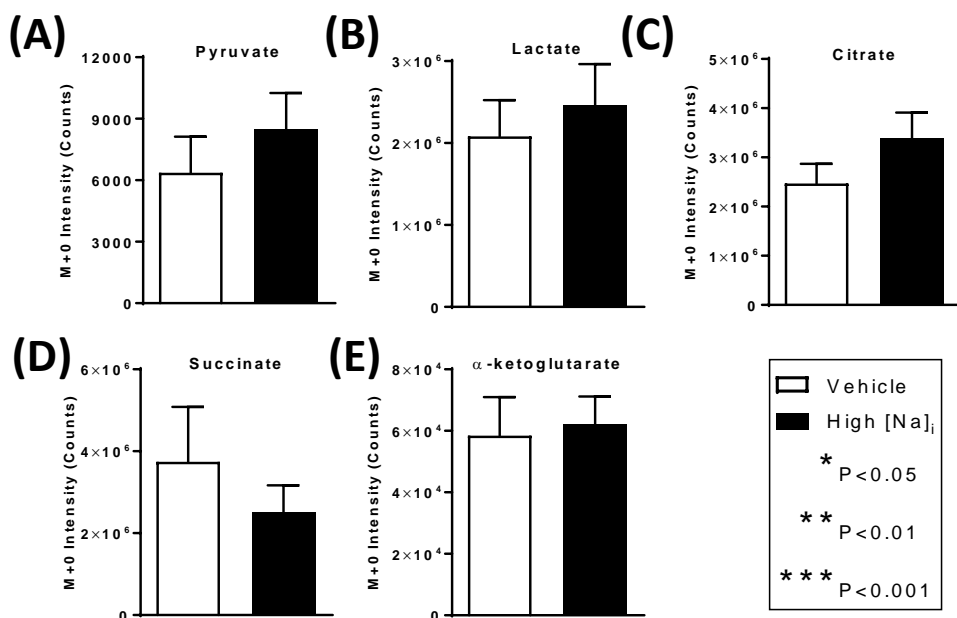 (A)
Pyruvate
M+0 Intensity (Counts)
12000
9000
6000
3000
0
(B)
Lactate
M+0 Intensity (Counts)
3×10⁶
2×10⁶
1×10⁶
0
(C)
Citrate
M+0 Intensity (Counts)
5×10⁶
4×10⁶
3×10⁶
2×10⁶
1×10⁶
0
(D)
Succinate
M+0 Intensity (Counts)
6×10⁶
4×10⁶
2×10⁶
0
(E)
α-ketoglutarate
M+0 Intensity (Counts)
8×10⁴
6×10⁴
4×10⁴
2×10⁴
0
Vehicle
High [Na]ᵢ
* P<0.05
** P<0.01
*** P<0.001